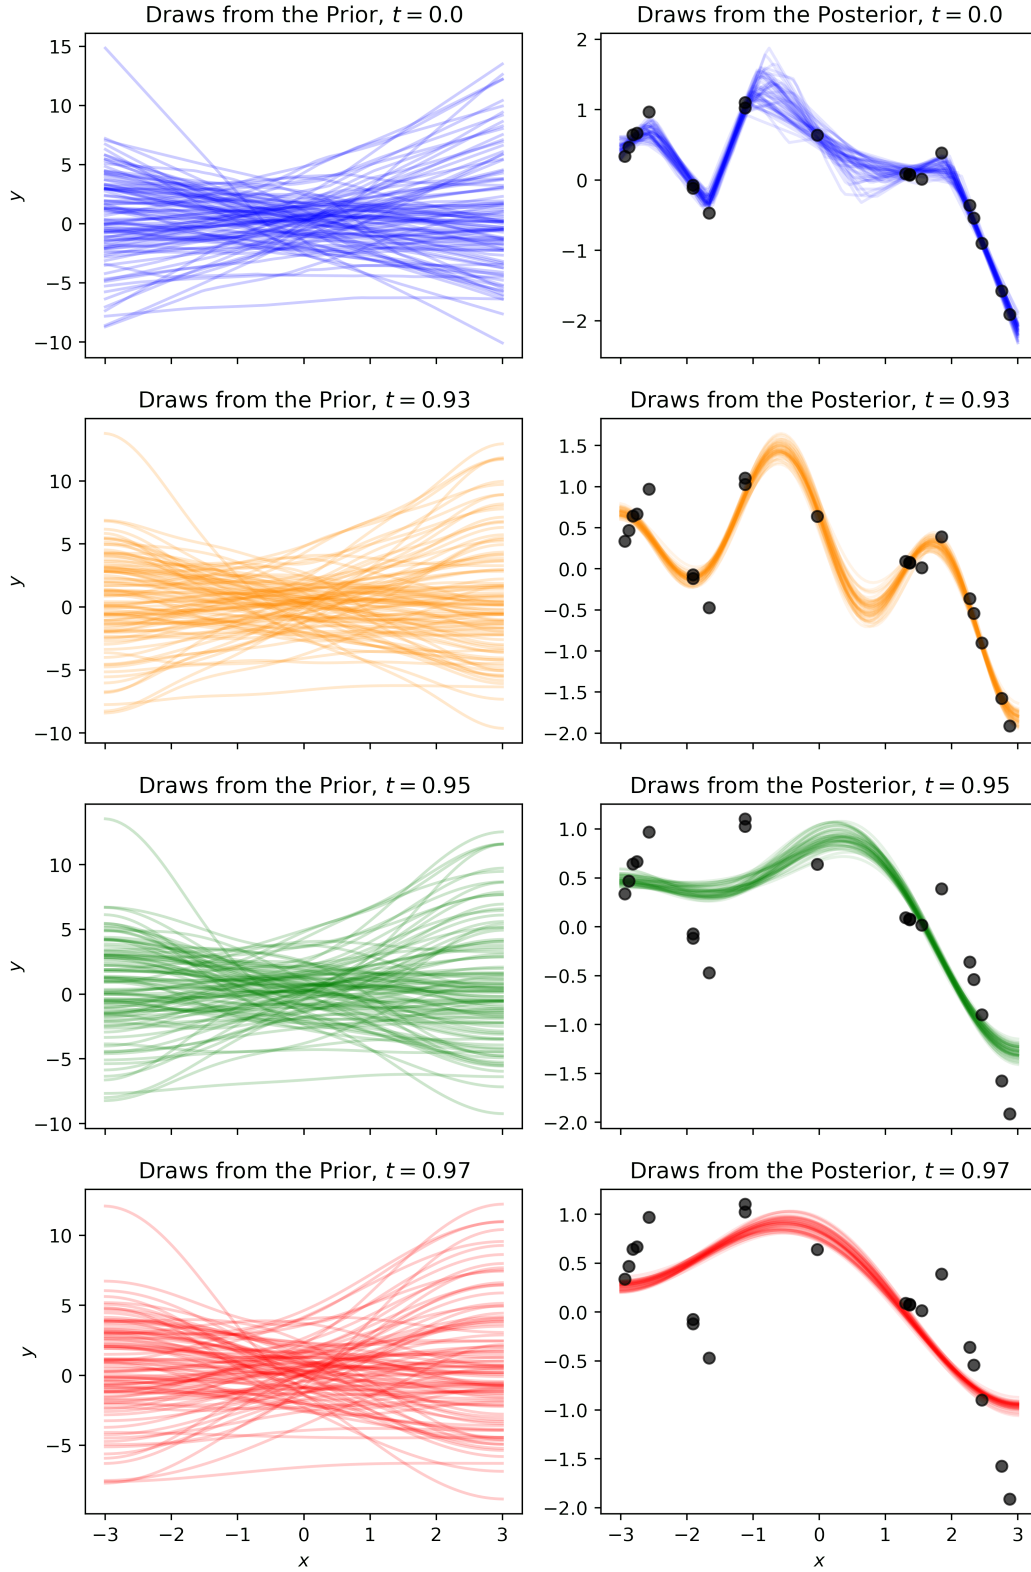 Draws from the Prior, t = 0.0
Draws from the Posterior, t = 0.0
15
10
5
0
−5
−10
y
2
1
0
−1
−2
Draws from the Prior, t = 0.93
Draws from the Posterior, t = 0.93
10
5
0
−5
−10
y
1.5
1.0
0.5
0.0
−0.5
−1.0
−1.5
−2.0
Draws from the Prior, t = 0.95
Draws from the Posterior, t = 0.95
10
5
0
−5
−10
y
1.0
0.5
0.0
−0.5
−1.0
−1.5
−2.0
Draws from the Prior, t = 0.97
Draws from the Posterior, t = 0.97
10
5
0
−5
y
1.0
0.5
0.0
−0.5
−1.0
−1.5
−2.0
−3 −2 −1 0 1 2 3
−3 −2 −1 0 1 2 3
x
x